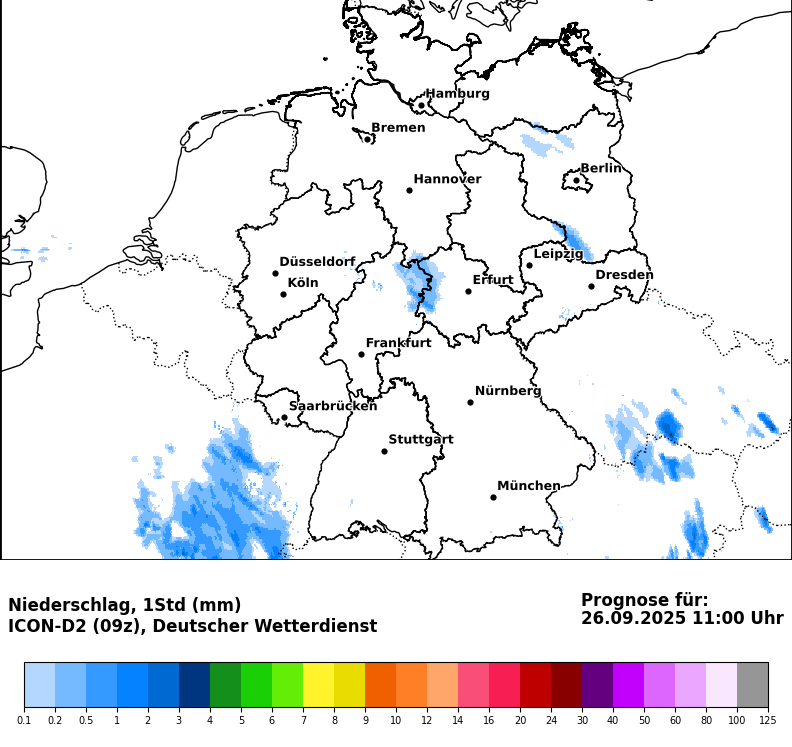 Hamburg
Bremen
Berlin
Hannover
Leipzig
Düsseldorf
Dresden
Köln
Erfurt
Frankfurt
Nürnberg
Saarbrücken
Stuttgart
München
Niederschlag, 1Std (mm)
ICON-D2 (09z), Deutscher Wetterdienst
Prognose für:
26.09.2025 11:00 Uhr
0.1 0.2 0.5 1 2 3 4 5 6 7 8 9 10 12 14 16 20 24 30 40 50 60 80 100 125